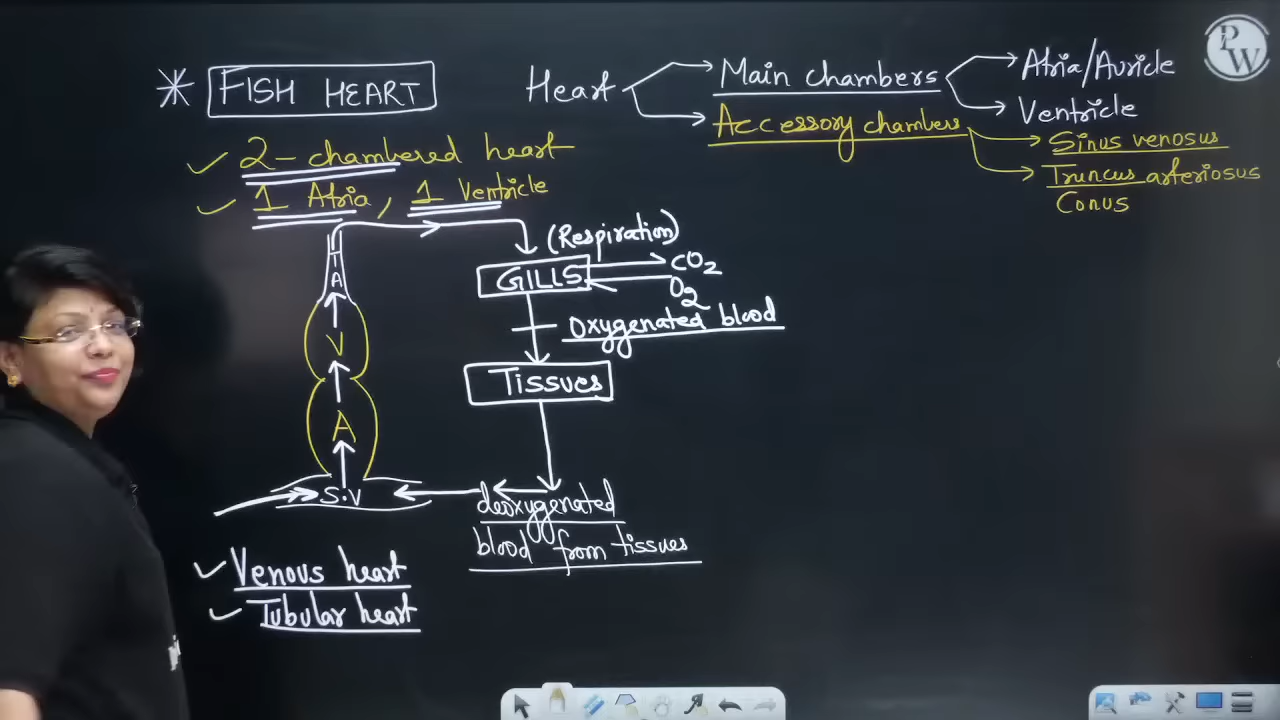 * FISH HEART
✓ 2-chambered heart
✓ 1 Atria, 1 Ventricle
Heart
Main chambers
Atria/Auricle
Ventricle
Accessory chambers
Sinus venosus
Truncus arteriosus
Conus
PW
T
A
V
A
S.V
(Respiration)
GILLS
CO2
O2
oxygenated blood
Tissues
deoxygenated
blood from tissues
✓ Venous heart
✓ Tubular heart